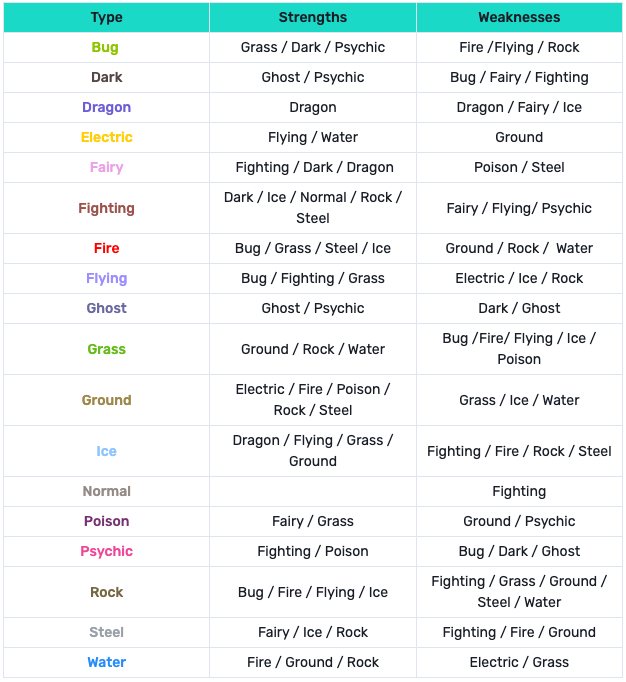 Type Strengths Weaknesses
Bug Grass / Dark / Psychic Fire /Flying / Rock
Dark Ghost / Psychic Bug / Fairy / Fighting
Dragon Dragon Dragon / Fairy / Ice
Electric Flying / Water Ground
Fairy Fighting / Dark / Dragon Poison / Steel
Fighting Dark / Ice / Normal / Rock /
Steel Fairy / Flying/ Psychic
Fire Bug / Grass / Steel / Ice Ground / Rock /  Water
Flying Bug / Fighting / Grass Electric / Ice / Rock
Ghost Ghost / Psychic Dark / Ghost
Grass Ground / Rock / Water Bug /Fire/ Flying / Ice /
Poison
Ground Electric / Fire / Poison /
Rock / Steel Grass / Ice / Water
Ice Dragon / Flying / Grass /
Ground Fighting / Fire / Rock / Steel
Normal Fighting
Poison Fairy / Grass Ground / Psychic
Psychic Fighting / Poison Bug / Dark / Ghost
Rock Bug / Fire / Flying / Ice Fighting / Grass / Ground /
Steel / Water
Steel Fairy / Ice / Rock Fighting / Fire / Ground
Water Fire / Ground / Rock Electric / Grass